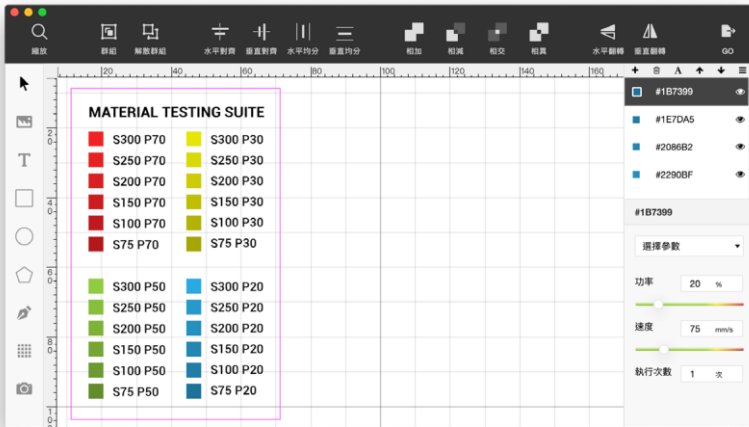 縮放 群組 解散群組 水平對齊 垂直對齊 水平均分 垂直均分 相加 相減 相交 相異 水平翻轉 垂直翻轉 GO
20 40 60 80 100 120 140 160
20
40
60
80
10
MATERIAL TESTING SUITE
S300 P70 S300 P30
S250 P70 S250 P30
S200 P70 S200 P30
S150 P70 S150 P30
S100 P70 S100 P30
S75 P70 S75 P30
S300 P50 S300 P20
S250 P50 S250 P20
S200 P50 S200 P20
S150 P50 S150 P20
S100 P50 S100 P20
S75 P50 S75 P20
T
A
#1B7399
#1E7DA5
#2086B2
#2290BF
#1B7399
選擇參數
功率 20 %
速度 75 mm/s
執行次數 1 次